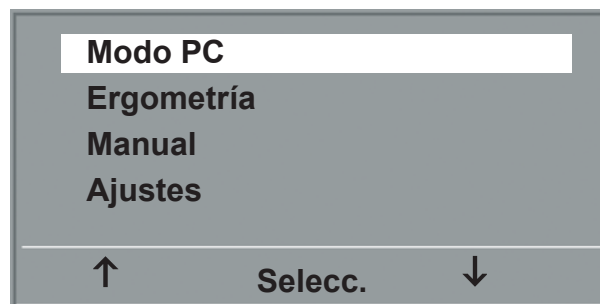 Modo PC
Ergometría
Manual
Ajustes
↑ Selecc. ↓